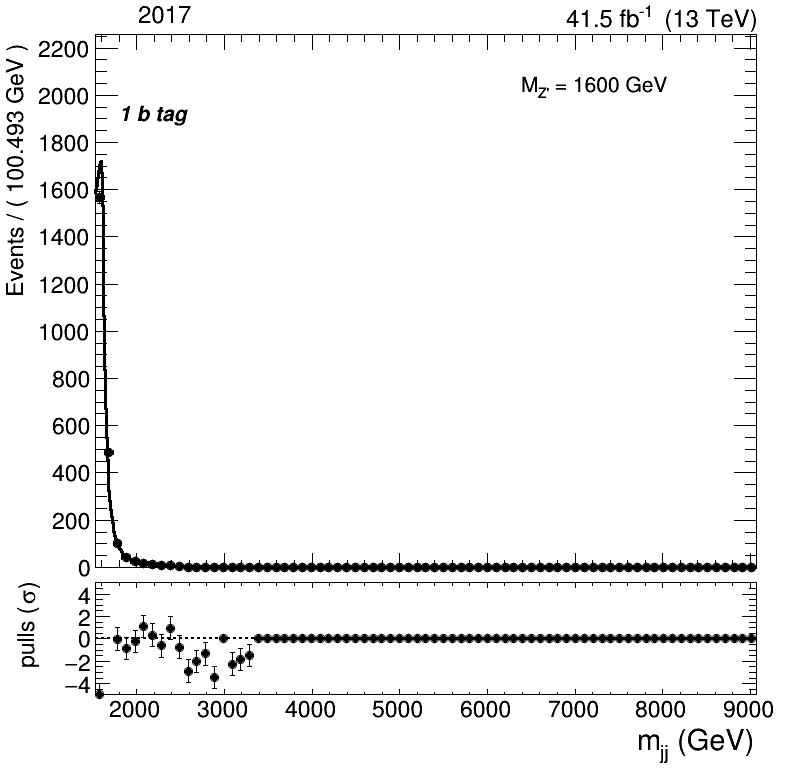 2017
41.5 fb⁻¹ (13 TeV)
Events / ( 100.493 GeV )
2200
2000
1800
1600
1400
1200
1000
800
600
400
200
0
1 b tag
M_Z' = 1600 GeV
pulls (σ)
4
2
0
−2
−4
2000 3000 4000 5000 6000 7000 8000 9000
m_jj (GeV)